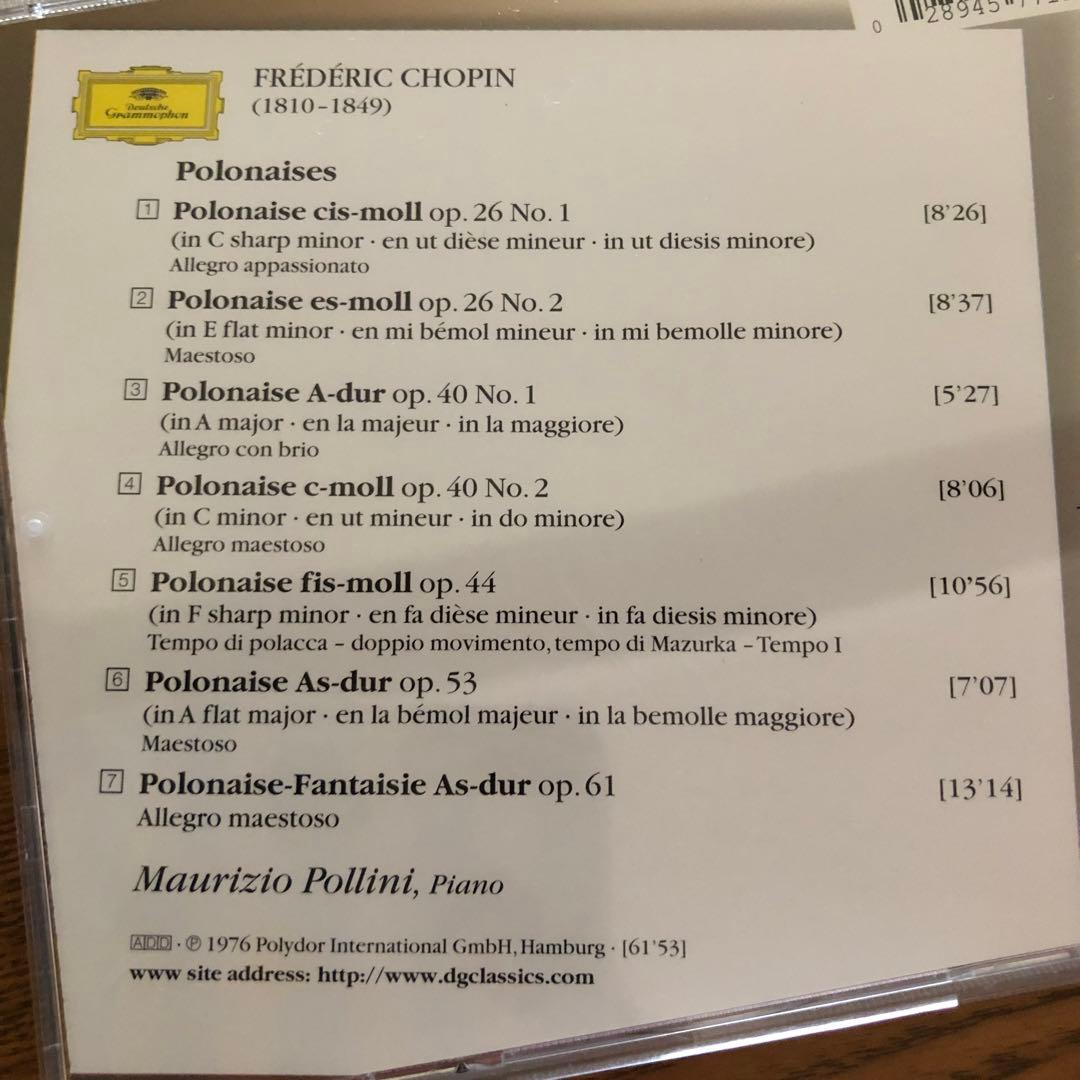 0 28945
Deutsche
Grammophon
FRÉDÉRIC CHOPIN
(1810–1849)
Polonaises
1 Polonaise cis-moll op. 26 No. 1 [8'26]
(in C sharp minor · en ut dièse mineur · in ut diesis minore)
Allegro appassionato
2 Polonaise es-moll op. 26 No. 2 [8'37]
(in E flat minor · en mi bémol mineur · in mi bemolle minore)
Maestoso
3 Polonaise A-dur op. 40 No. 1 [5'27]
(in A major · en la majeur · in la maggiore)
Allegro con brio
4 Polonaise c-moll op. 40 No. 2 [8'06]
(in C minor · en ut mineur · in do minore)
Allegro maestoso
5 Polonaise fis-moll op. 44 [10'56]
(in F sharp minor · en fa dièse mineur · in fa diesis minore)
Tempo di polacca – doppio movimento, tempo di Mazurka – Tempo I
6 Polonaise As-dur op. 53 [7'07]
(in A flat major · en la bémol majeur · in la bemolle maggiore)
Maestoso
7 Polonaise-Fantaisie As-dur op. 61 [13'14]
Allegro maestoso
Maurizio Pollini, Piano
ADD · ℗ 1976 Polydor International GmbH, Hamburg · [61'53]
www site address: http://www.dgclassics.com